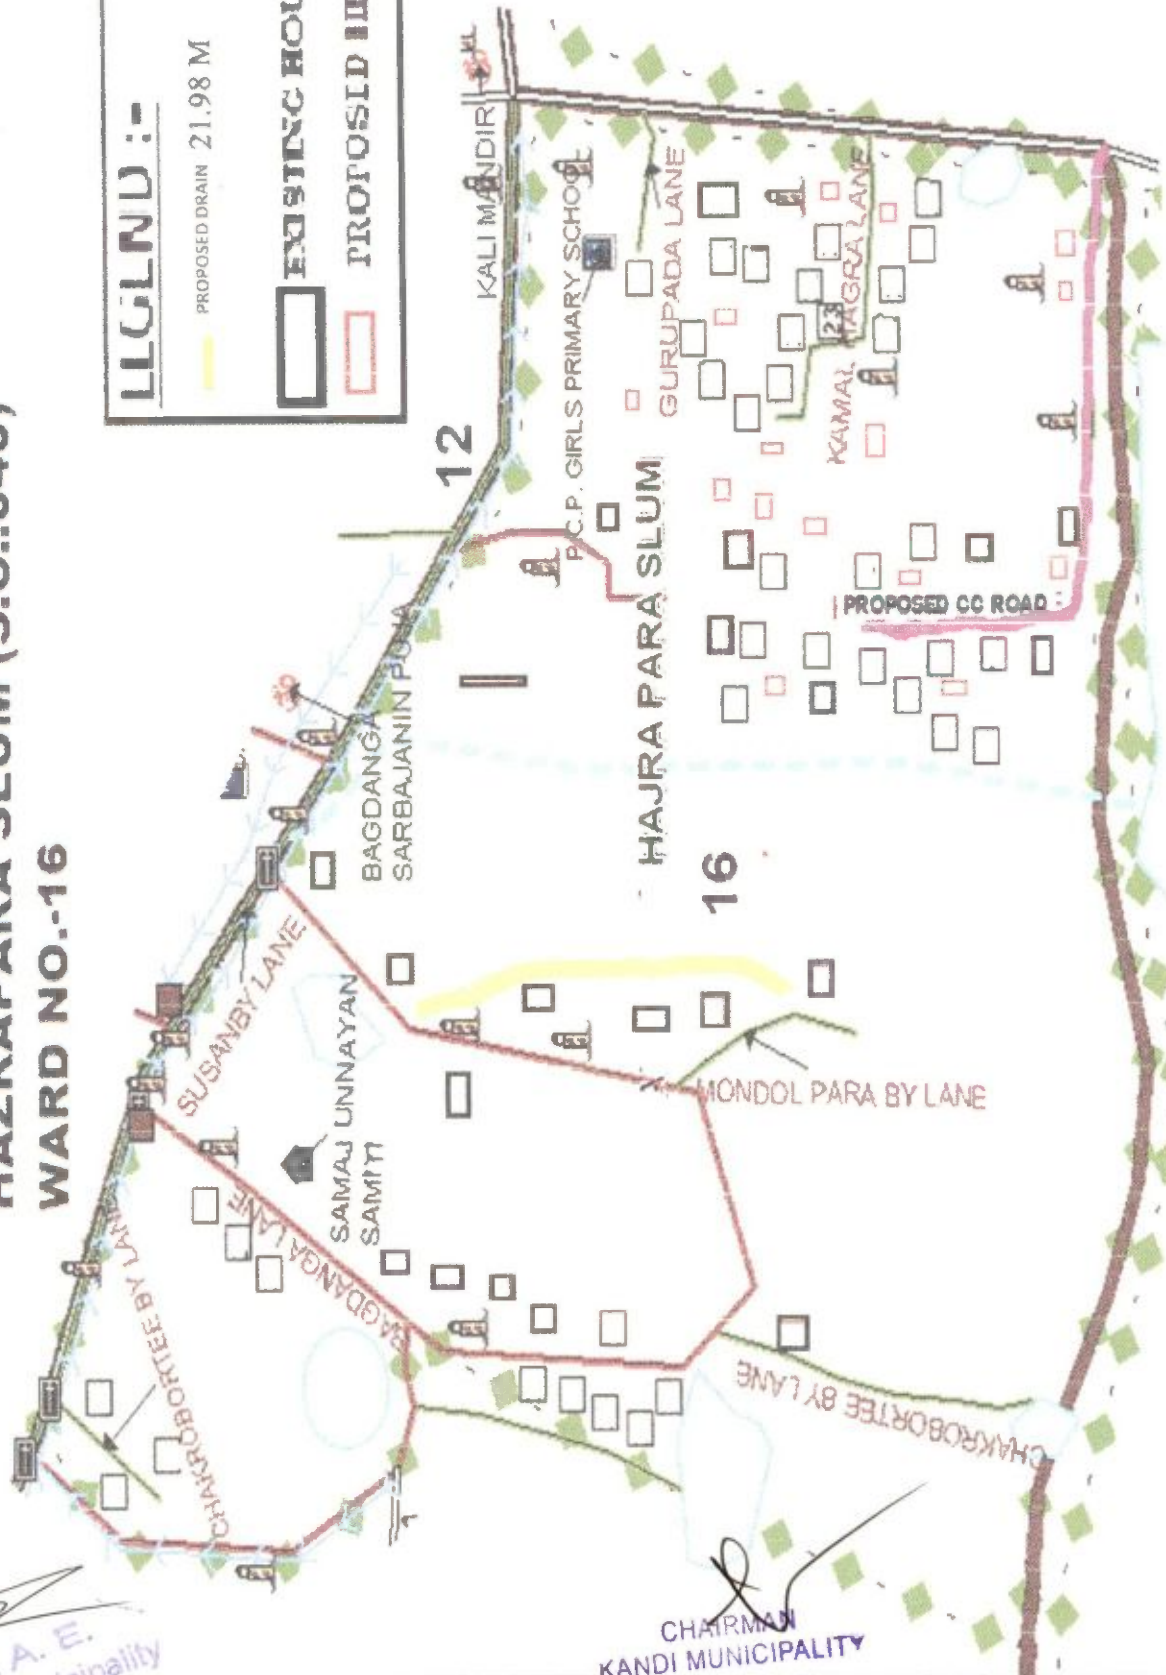 WARD NO.-16
PROPOSED DRAIN 21.98 M
KALI MANDIR
12
P.C.P. GIRLS PRIMARY SCHOOL
GURUPADA LANE
23
HAJRA PARA SLUM
PROPOSED CC ROAD
BAGDANGA
SARBAJANIN PUJA
16
SUSANBY LANE
SAMAJ UNNAYAN
SAMITI
MONDOL PARA BY LANE
BAGDANGA LANE
CHAKROBORTEE BY LANE
CHAKROBORTEE BY LANE
A. E.
CHAIRMAN
KANDI MUNICIPALITY